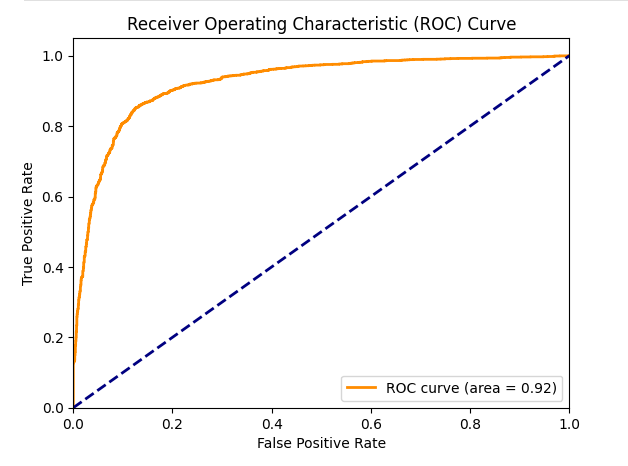 Receiver Operating Characteristic (ROC) Curve
1.0
0.8
0.6
0.4
0.2
0.0
True Positive Rate
ROC curve (area = 0.92)
0.0 0.2 0.4 0.6 0.8 1.0
False Positive Rate